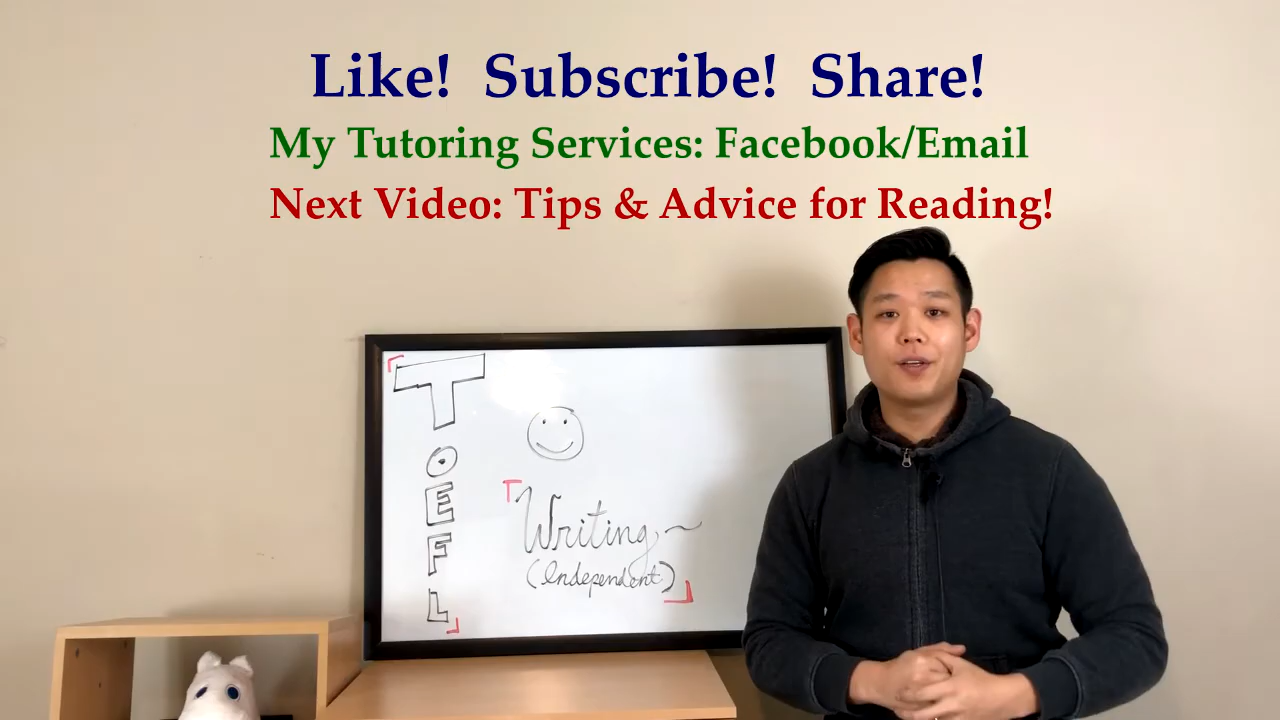 Like! Subscribe! Share!
My Tutoring Services: Facebook/Email
Next Video: Tips & Advice for Reading!
TOEFL
Writing~
(Independent)